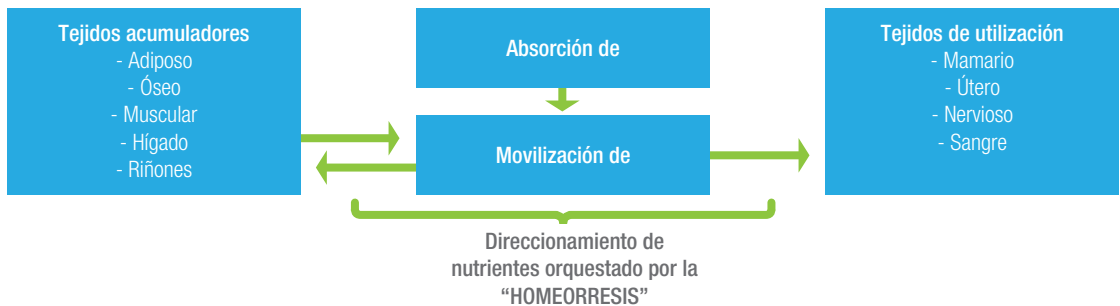 Tejidos acumuladores
- Adiposo
- Óseo
- Muscular
- Hígado
- Riñones
Absorción de
Movilización de
Tejidos de utilización
- Mamario
- Útero
- Nervioso
- Sangre
Direccionamiento de
nutrientes orquestado por la
“HOMEORRESIS”